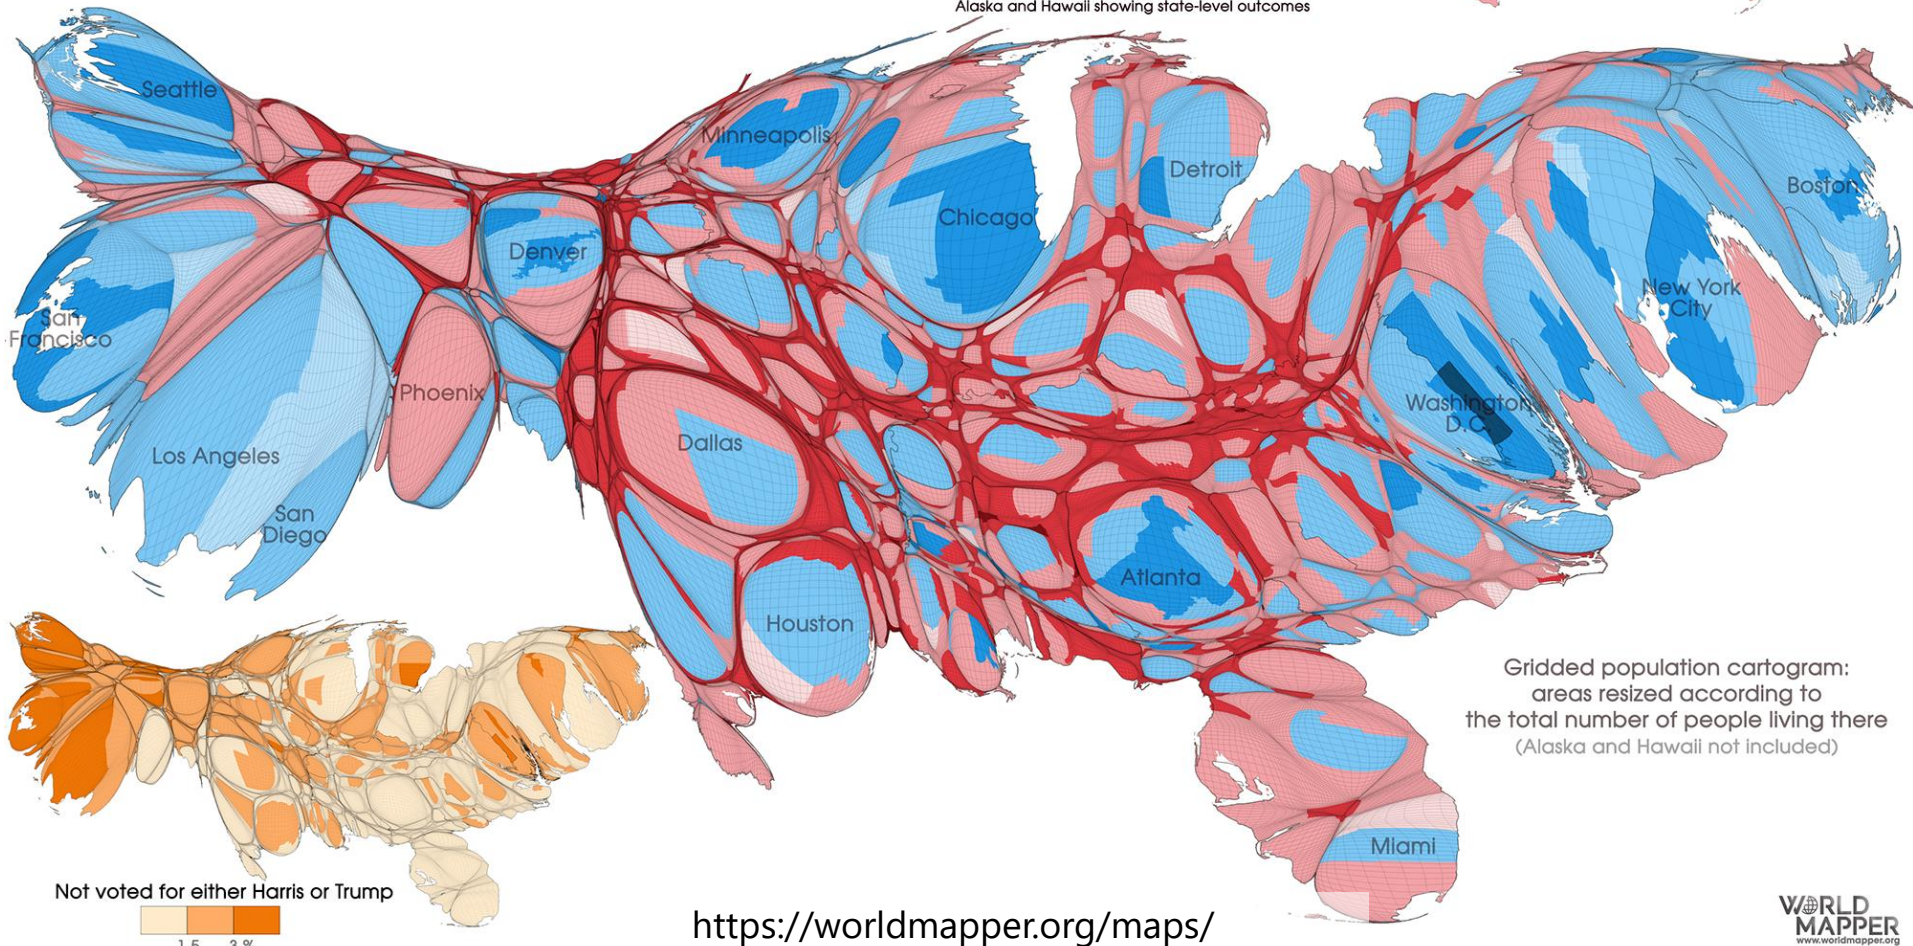 Alaska and Hawaii showing state-level outcomes
Seattle
Minneapolis
Detroit
Boston
Chicago
Denver
New York
City
San
Francisco
Phoenix
Washington
D.C.
Dallas
Los Angeles
San
Diego
Atlanta
Houston
Gridded population cartogram:
areas resized according to
the total number of people living there
(Alaska and Hawaii not included)
Miami
Not voted for either Harris or Trump
1.5 3 %
https://worldmapper.org/maps/
WORLD
MAPPER
www.worldmapper.org